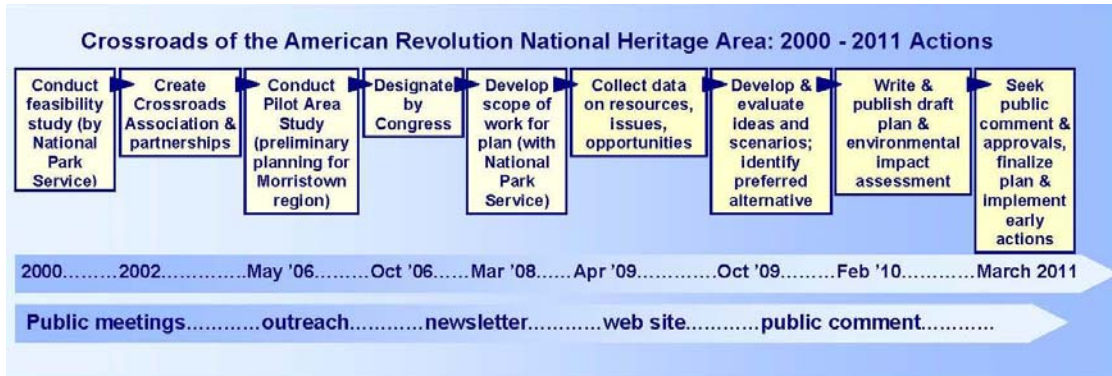 Crossroads of the American Revolution National Heritage Area: 2000 - 2011 Actions
Conduct
feasibility
study (by
National
Park
Service)
Create
Crossroads
Association &
partnerships
Conduct
Pilot Area
Study
(preliminary
planning for
Morristown
region)
Designate
by
Congress
Develop
scope of
work for
plan (with
National
Park
Service)
Collect data
on resources,
issues,
opportunities
Develop &
evaluate
ideas and
scenarios;
identify
preferred
alternative
Write &
publish draft
plan &
environmental
impact
assessment
Seek
public
comment &
approvals,
finalize
plan &
implement
early
actions
2000.........2002.............May '06.........Oct '06......Mar '08......Apr '09............Oct '09.........Feb '10............March 2011
Public meetings............outreach............newsletter............web site............public comment............